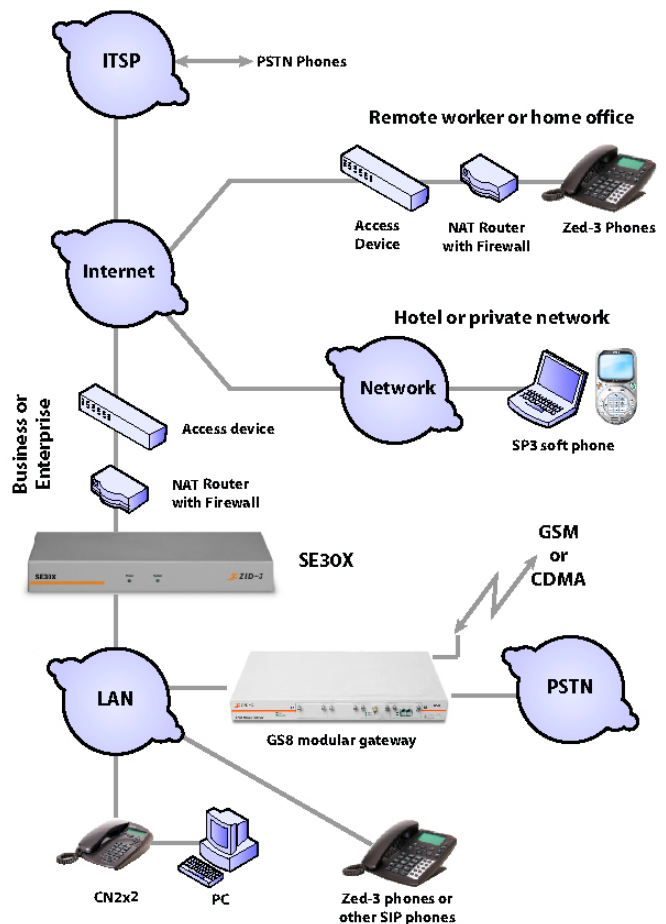 ITSP
PSTN Phones
Remote worker or home office
Access
Device
NAT Router
with Firewall
Zed-3 Phones
Internet
Hotel or private network
Network
SP3 soft phone
Business or
Enterprise
Access device
NAT Router
with Firewall
SE30X
SE30X
GSM
or
CDMA
LAN
GS8 modular gateway
PSTN
CN2x2
PC
Zed-3 phones or
other SIP phones